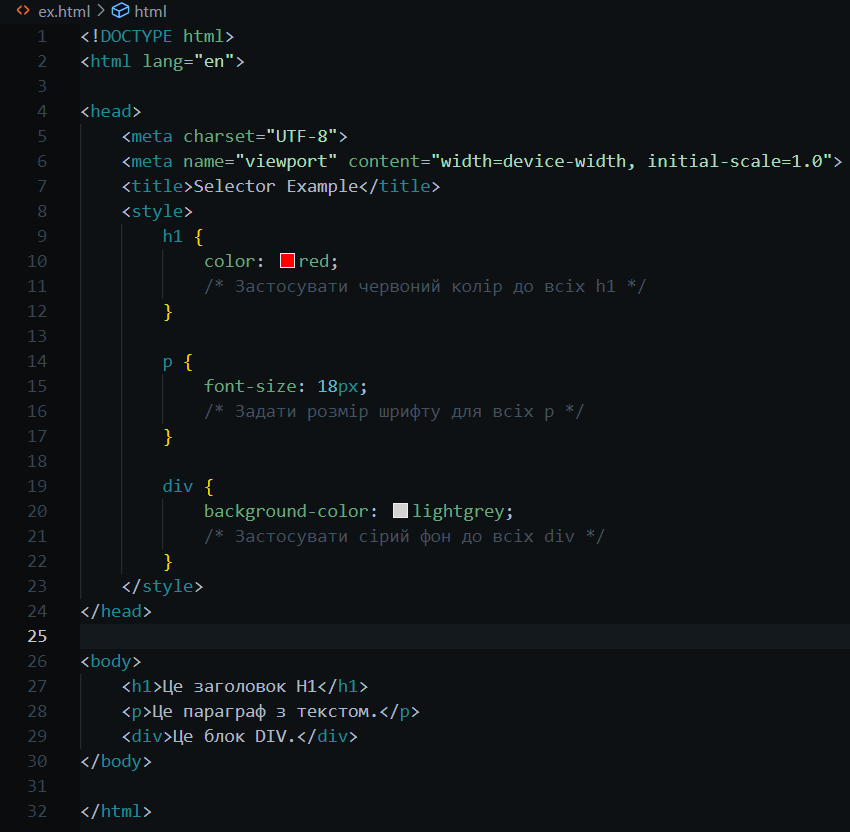 ex.html > html
1 <!DOCTYPE html>
2 <html lang="en">
3
4 <head>
5     <meta charset="UTF-8">
6     <meta name="viewport" content="width=device-width, initial-scale=1.0">
7     <title>Selector Example</title>
8     <style>
9         h1 {
10             color: red;
11             /* Застосувати червоний колір до всіх h1 */
12         }
13
14         p {
15             font-size: 18px;
16             /* Задати розмір шрифту для всіх p */
17         }
18
19         div {
20             background-color: lightgrey;
21             /* Застосувати сірий фон до всіх div */
22         }
23     </style>
24 </head>
25
26 <body>
27     <h1>Це заголовок H1</h1>
28     <p>Це параграф з текстом.</p>
29     <div>Це блок DIV.</div>
30 </body>
31
32 </html>